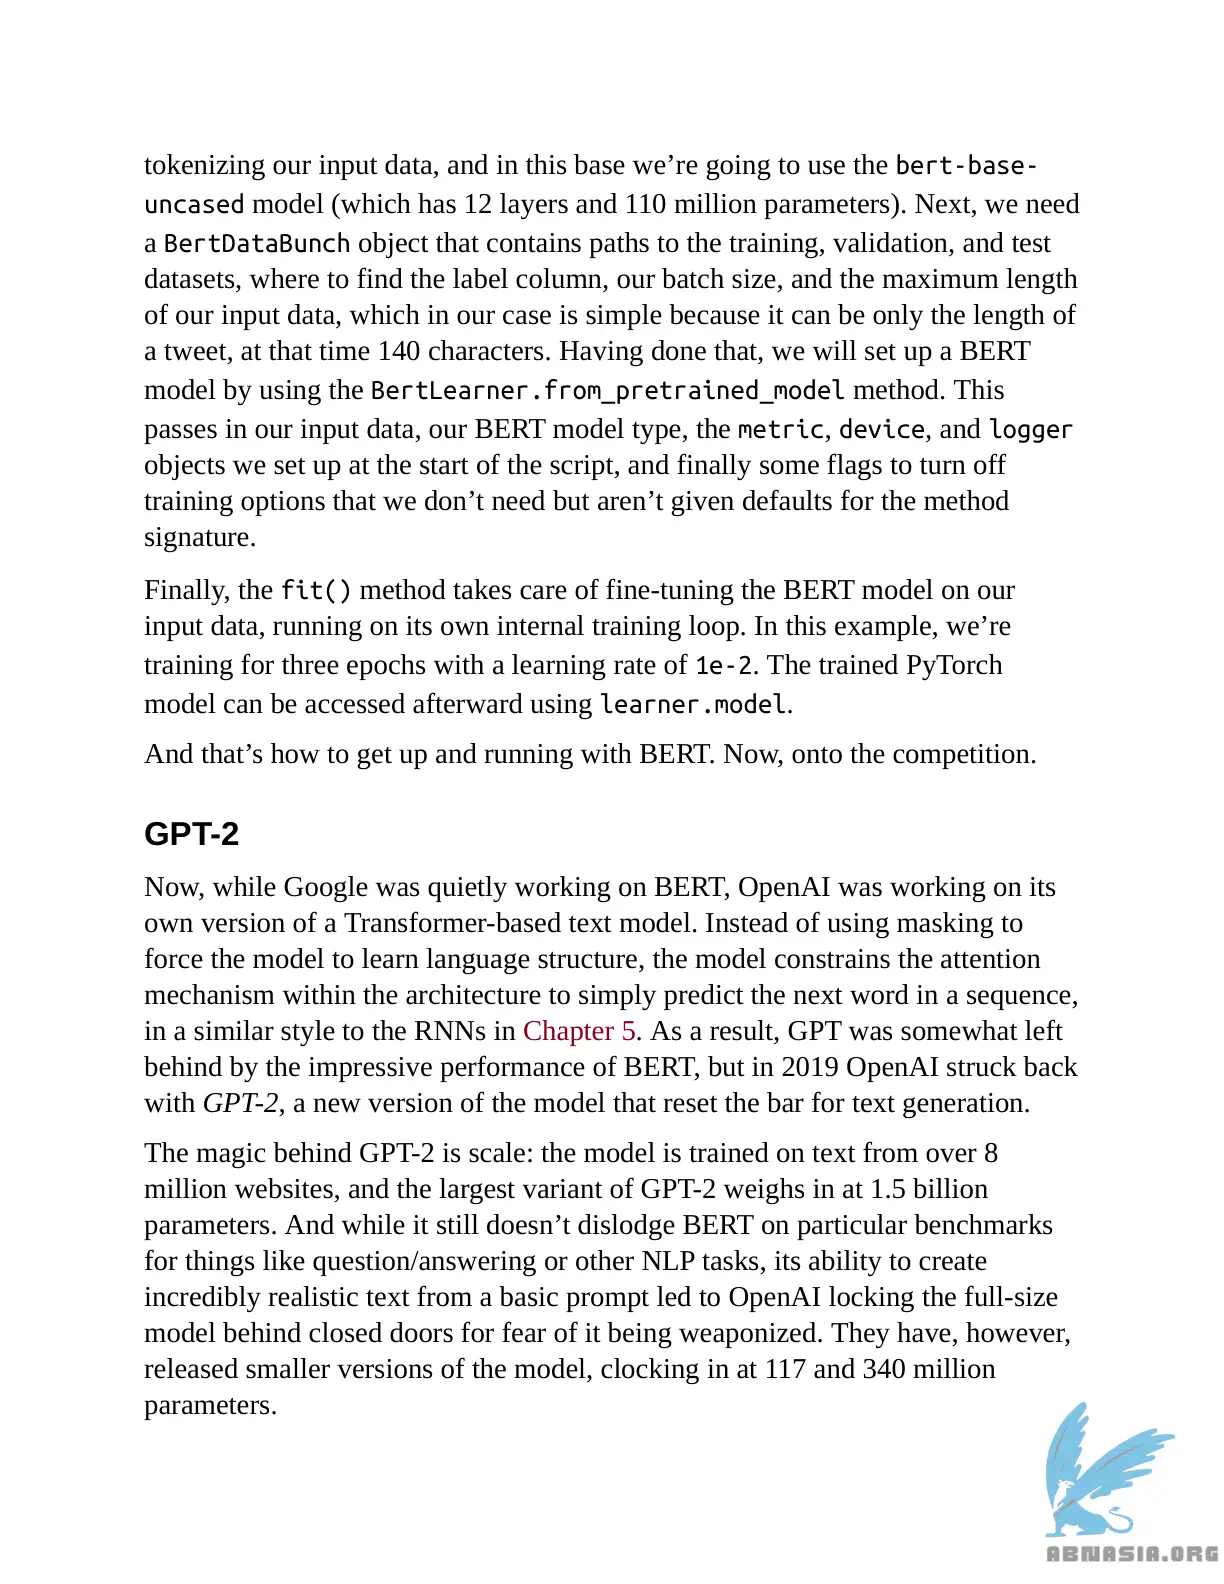 tokenizing our input data, and in this base we’re going to use the bert-base-
uncased model (which has 12 layers and 110 million parameters). Next, we need
a BertDataBunch object that contains paths to the training, validation, and test
datasets, where to find the label column, our batch size, and the maximum length
of our input data, which in our case is simple because it can be only the length of
a tweet, at that time 140 characters. Having done that, we will set up a BERT
model by using the BertLearner.from_pretrained_model method. This
passes in our input data, our BERT model type, the metric, device, and logger
objects we set up at the start of the script, and finally some flags to turn off
training options that we don’t need but aren’t given defaults for the method
signature.
Finally, the fit() method takes care of fine-tuning the BERT model on our
input data, running on its own internal training loop. In this example, we’re
training for three epochs with a learning rate of 1e-2. The trained PyTorch
model can be accessed afterward using learner.model.
And that’s how to get up and running with BERT. Now, onto the competition.
GPT-2
Now, while Google was quietly working on BERT, OpenAI was working on its
own version of a Transformer-based text model. Instead of using masking to
force the model to learn language structure, the model constrains the attention
mechanism within the architecture to simply predict the next word in a sequence,
in a similar style to the RNNs in Chapter 5. As a result, GPT was somewhat left
behind by the impressive performance of BERT, but in 2019 OpenAI struck back
with GPT-2, a new version of the model that reset the bar for text generation.
The magic behind GPT-2 is scale: the model is trained on text from over 8
million websites, and the largest variant of GPT-2 weighs in at 1.5 billion
parameters. And while it still doesn’t dislodge BERT on particular benchmarks
for things like question/answering or other NLP tasks, its ability to create
incredibly realistic text from a basic prompt led to OpenAI locking the full-size
model behind closed doors for fear of it being weaponized. They have, however,
released smaller versions of the model, clocking in at 117 and 340 million
parameters.
ABNASIA.ORG